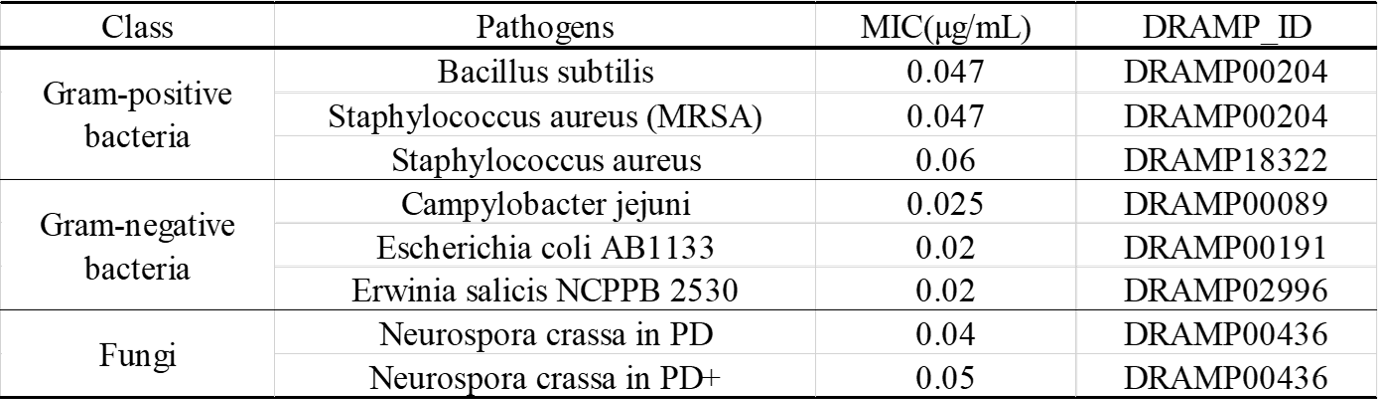 Class Pathogens MIC(μg/mL) DRAMP_ID
Gram-positive
bacteria
Bacillus subtilis 0.047 DRAMP00204
Staphylococcus aureus (MRSA) 0.047 DRAMP00204
Staphylococcus aureus 0.06 DRAMP18322
Gram-negative
bacteria
Campylobacter jejuni 0.025 DRAMP00089
Escherichia coli AB1133 0.02 DRAMP00191
Erwinia salicis NCPPB 2530 0.02 DRAMP02996
Fungi
Neurospora crassa in PD 0.04 DRAMP00436
Neurospora crassa in PD+ 0.05 DRAMP00436